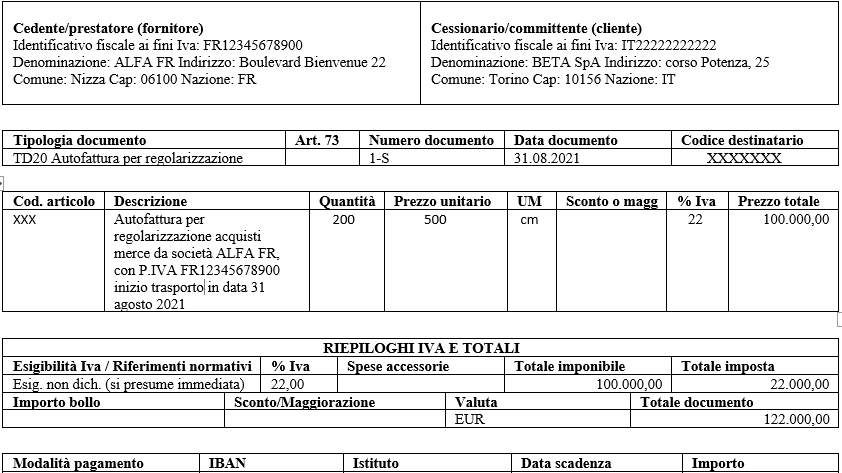 Cedente/prestatore (fornitore)
Identificativo fiscale ai fini Iva: FR12345678900
Denominazione: ALFA FR Indirizzo: Boulevard Bienvenue 22
Comune: Nizza Cap: 06100 Nazione: FR
Cessionario/committente (cliente)
Identificativo fiscale ai fini Iva: IT22222222222
Denominazione: BETA SpA Indirizzo: corso Potenza, 25
Comune: Torino Cap: 10156 Nazione: IT
Tipologia documento Art. 73 Numero documento Data documento Codice destinatario
TD20 Autofattura per regolarizzazione 1-S 31.08.2021 XXXXXXX
Cod. articolo Descrizione Quantità Prezzo unitario UM Sconto o magg % Iva Prezzo totale
XXX Autofattura per 200 500 cm 22 100.000,00
regolarizzazione acquisti
merce da società ALFA FR,
con P.IVA FR12345678900
inizio trasporto in data 31
agosto 2021
RIEPILOGHI IVA E TOTALI
Esigibilità Iva / Riferimenti normativi % Iva Spese accessorie Totale imponibile Totale imposta
Esig. non dich. (si presume immediata) 22,00 100.000,00 22.000,00
Importo bollo Sconto/Maggiorazione Valuta Totale documento
EUR 122.000,00
Modalità pagamento IBAN Istituto Data scadenza Importo